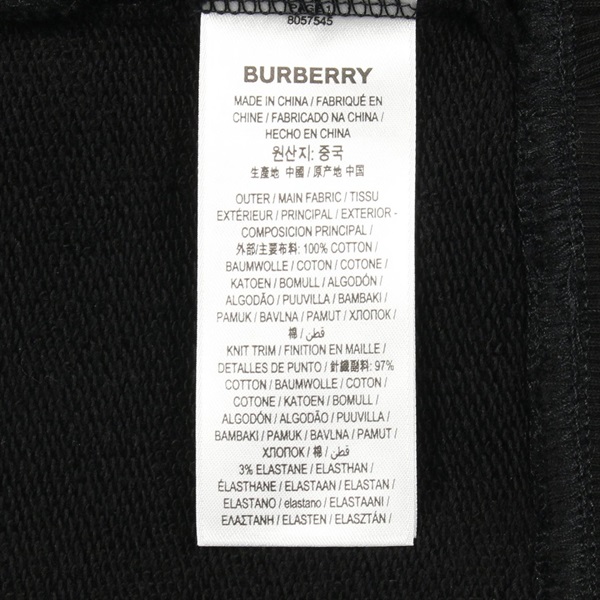 PAGE 1
8057545
BURBERRY
MADE IN CHINA / FABRIQUÉ EN
CHINE / FABRICADO NA CHINA /
HECHO EN CHINA
원산지: 중국
生產地 中國 / 原产地 中国
OUTER / MAIN FABRIC / TISSU
EXTÉRIEUR / PRINCIPAL / EXTERIOR -
COMPOSICION PRINCIPAL /
外部/主要布料: 100% COTTON /
BAUMWOLLE / COTON / COTONE /
KATOEN / BOMULL / ALGODÓN /
ALGODÃO / PUUVILLA / BAMBAKI /
PAMUK / BAVLNA / PAMUT / ХЛОПОК /
棉 / قطن /
KNIT TRIM / FINITION EN MAILLE /
DETALLES DE PUNTO / 針織副料: 97%
COTTON / BAUMWOLLE / COTON /
COTONE / KATOEN / BOMULL /
ALGODÓN / ALGODÃO / PUUVILLA /
BAMBAKI / PAMUK / BAVLNA / PAMUT /
ХЛОПОК / 棉 / قطن /
3% ELASTANE / ELASTHAN /
ÉLASTHANE / ELASTAAN / ELASTAN /
ELASTANO / elastano / ELASTAANI /
ΕΛΑΣΤΑΝΗ / ELASTEN / ELASZTÁN /